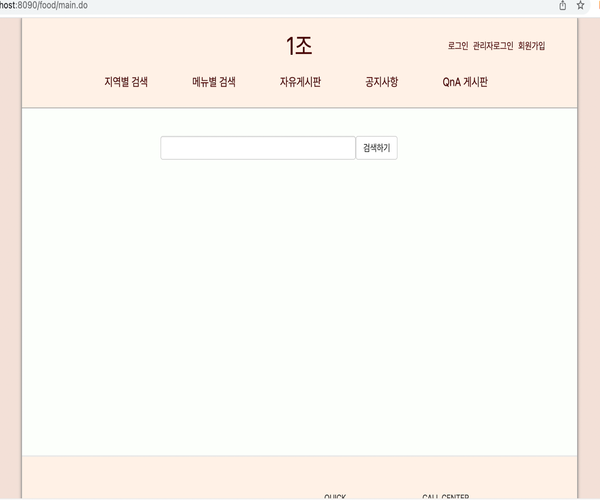 host:8090/food/main.do
1조
로그인 관리자로그인 회원가입
지역별 검색 메뉴별 검색 자유게시판 공지사항 QnA 게시판
검색하기
QUICK CALL CENTER